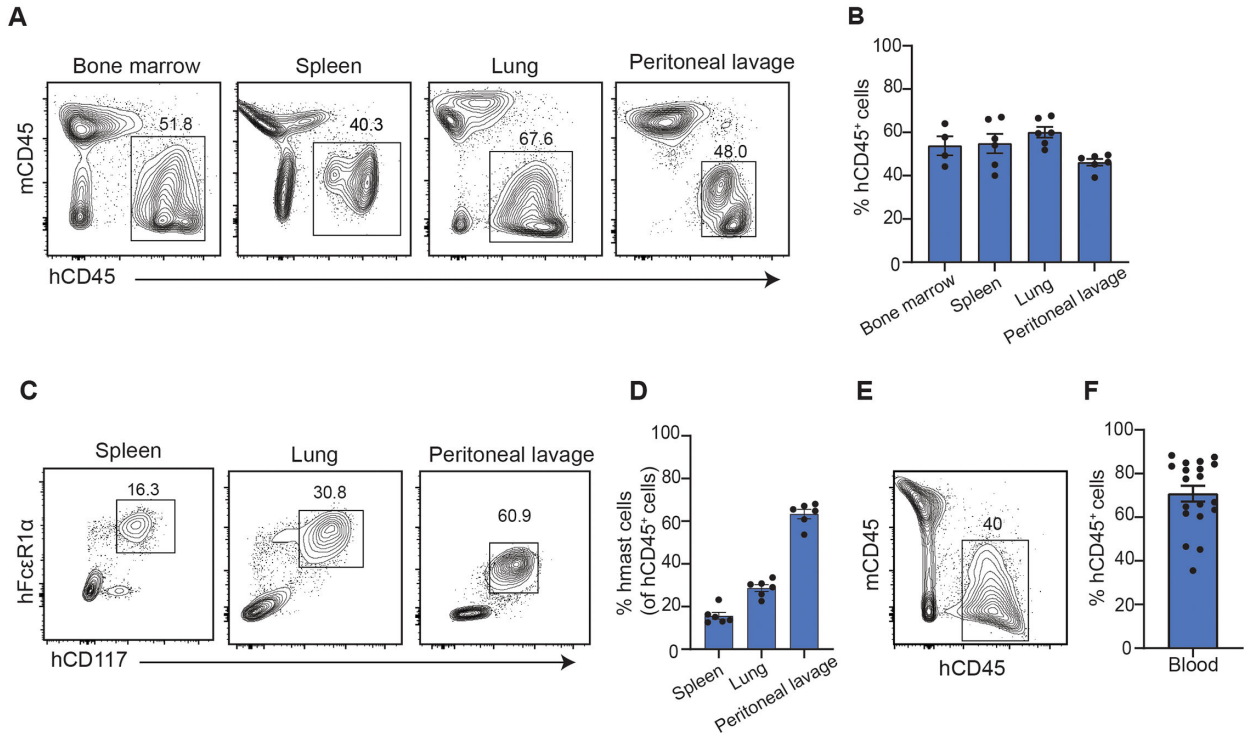 A
Bone marrow
Spleen
Lung
Peritoneal lavage
51.8
40.3
67.6
48.0
mCD45
hCD45
B
% hCD45⁺ cells
100
80
60
40
20
0
Bone marrow
Spleen
Lung
Peritoneal lavage
C
Spleen
Lung
Peritoneal lavage
16.3
30.8
60.9
hFcεR1α
hCD117
D
% hmast cells
(of hCD45⁺ cells)
100
80
60
40
20
0
Spleen
Lung
Peritoneal lavage
E
40
mCD45
hCD45
F
% hCD45⁺ cells
100
80
60
40
20
0
Blood